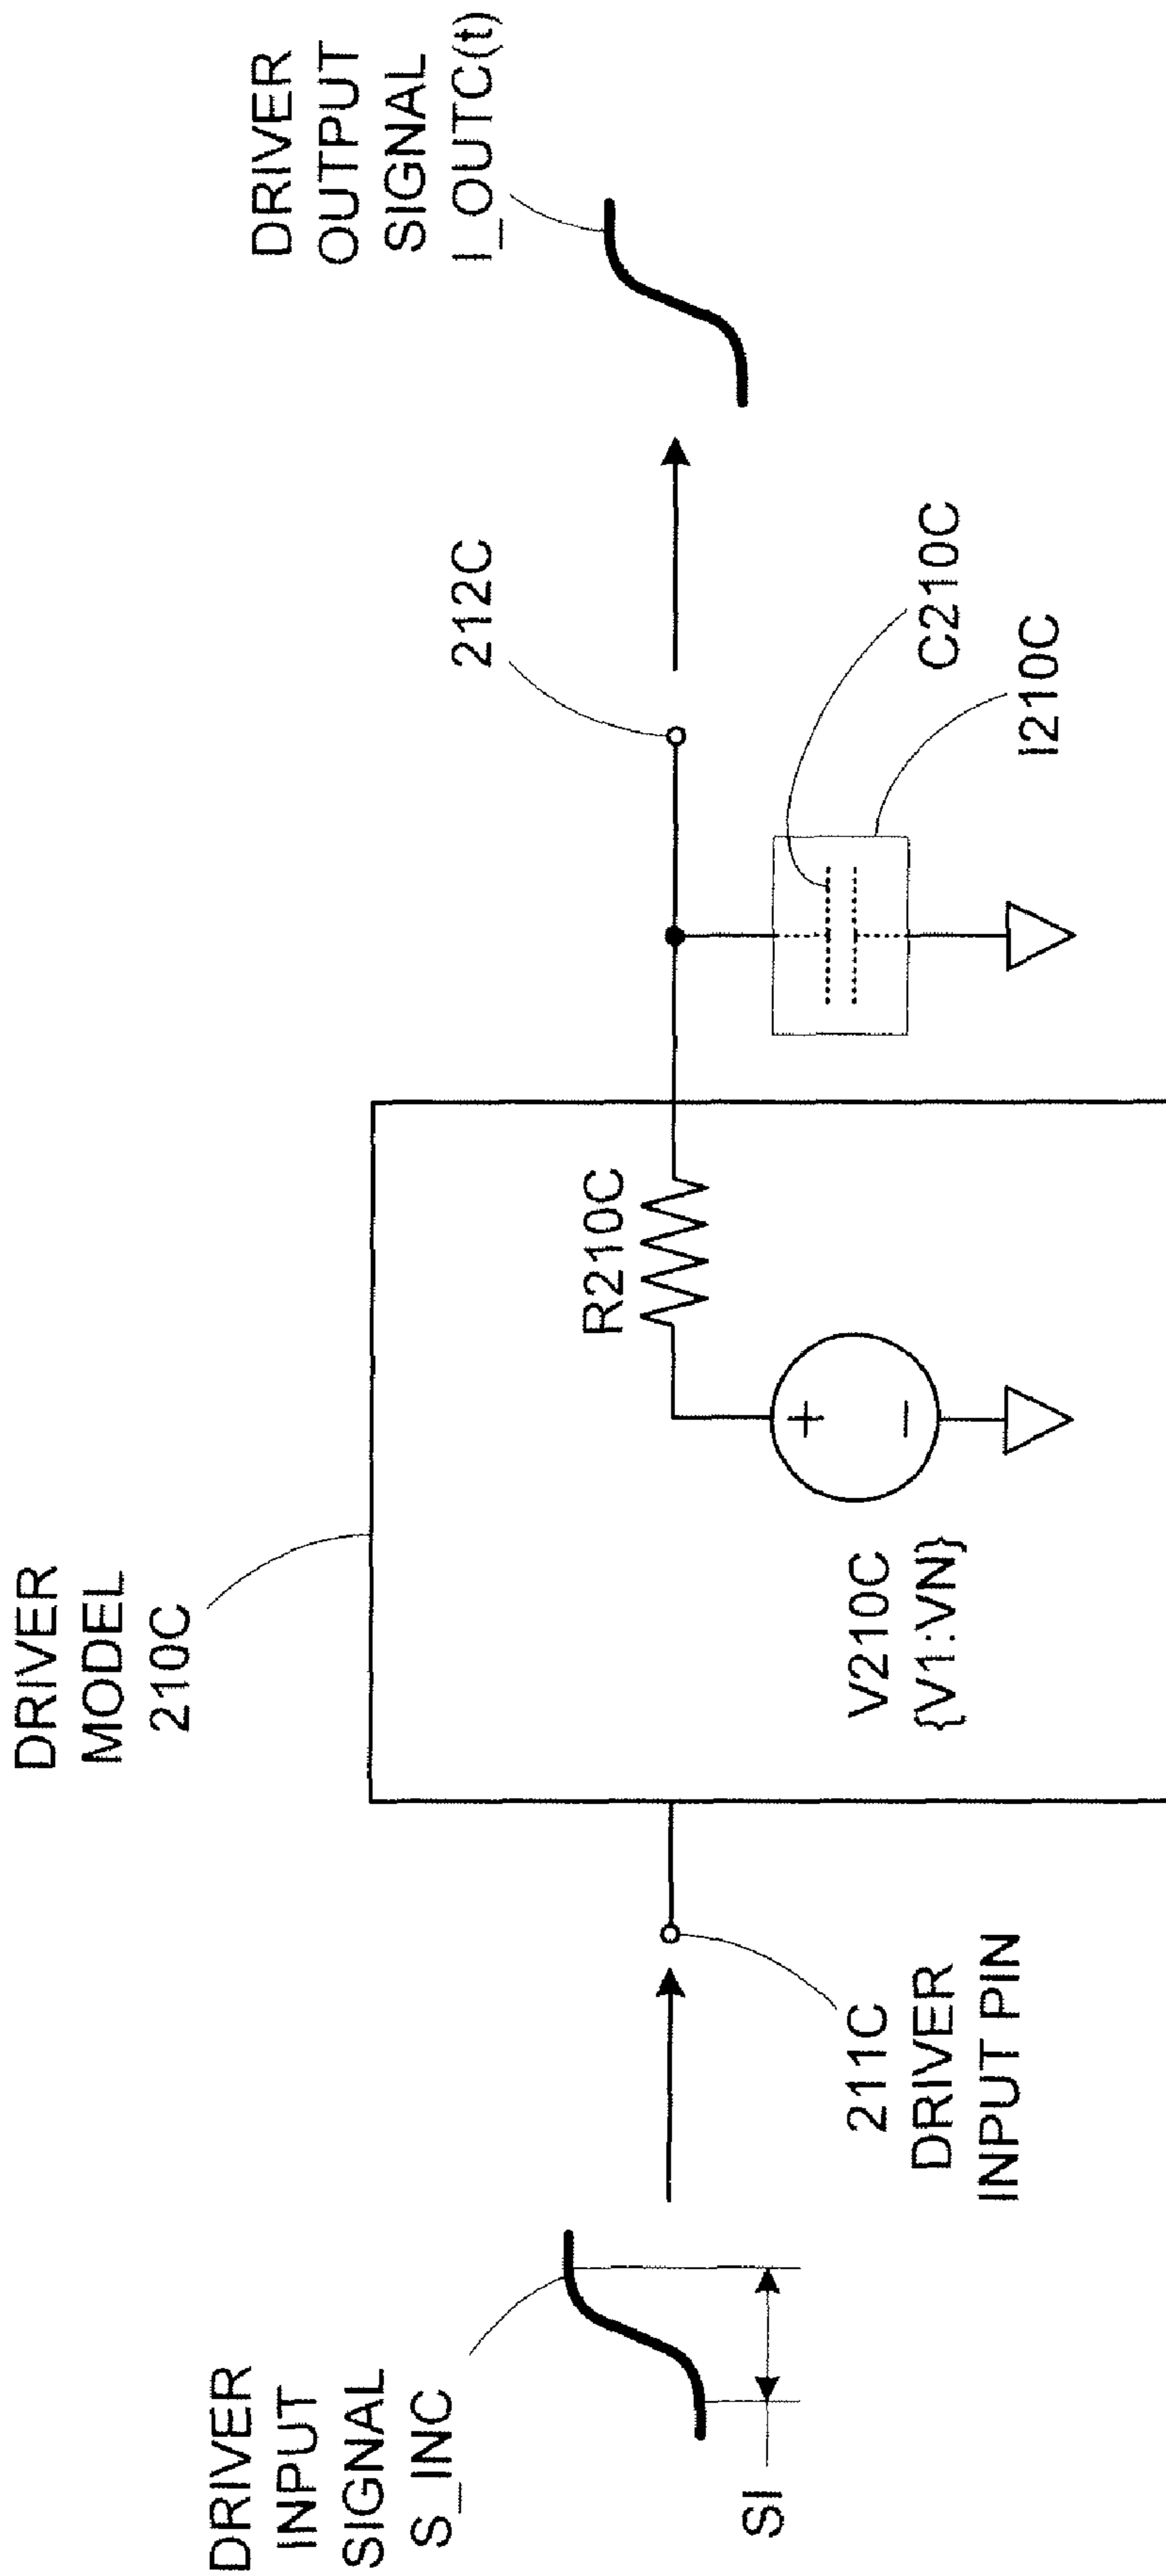 DRIVER
INPUT
SIGNAL
S_INC
SI
211C
DRIVER
INPUT PIN
DRIVER
MODEL
210C
V210C
{V1:VN}
+
−
R210C
212C
C210C
I210C
DRIVER
OUTPUT
SIGNAL
I_OUTC(t)